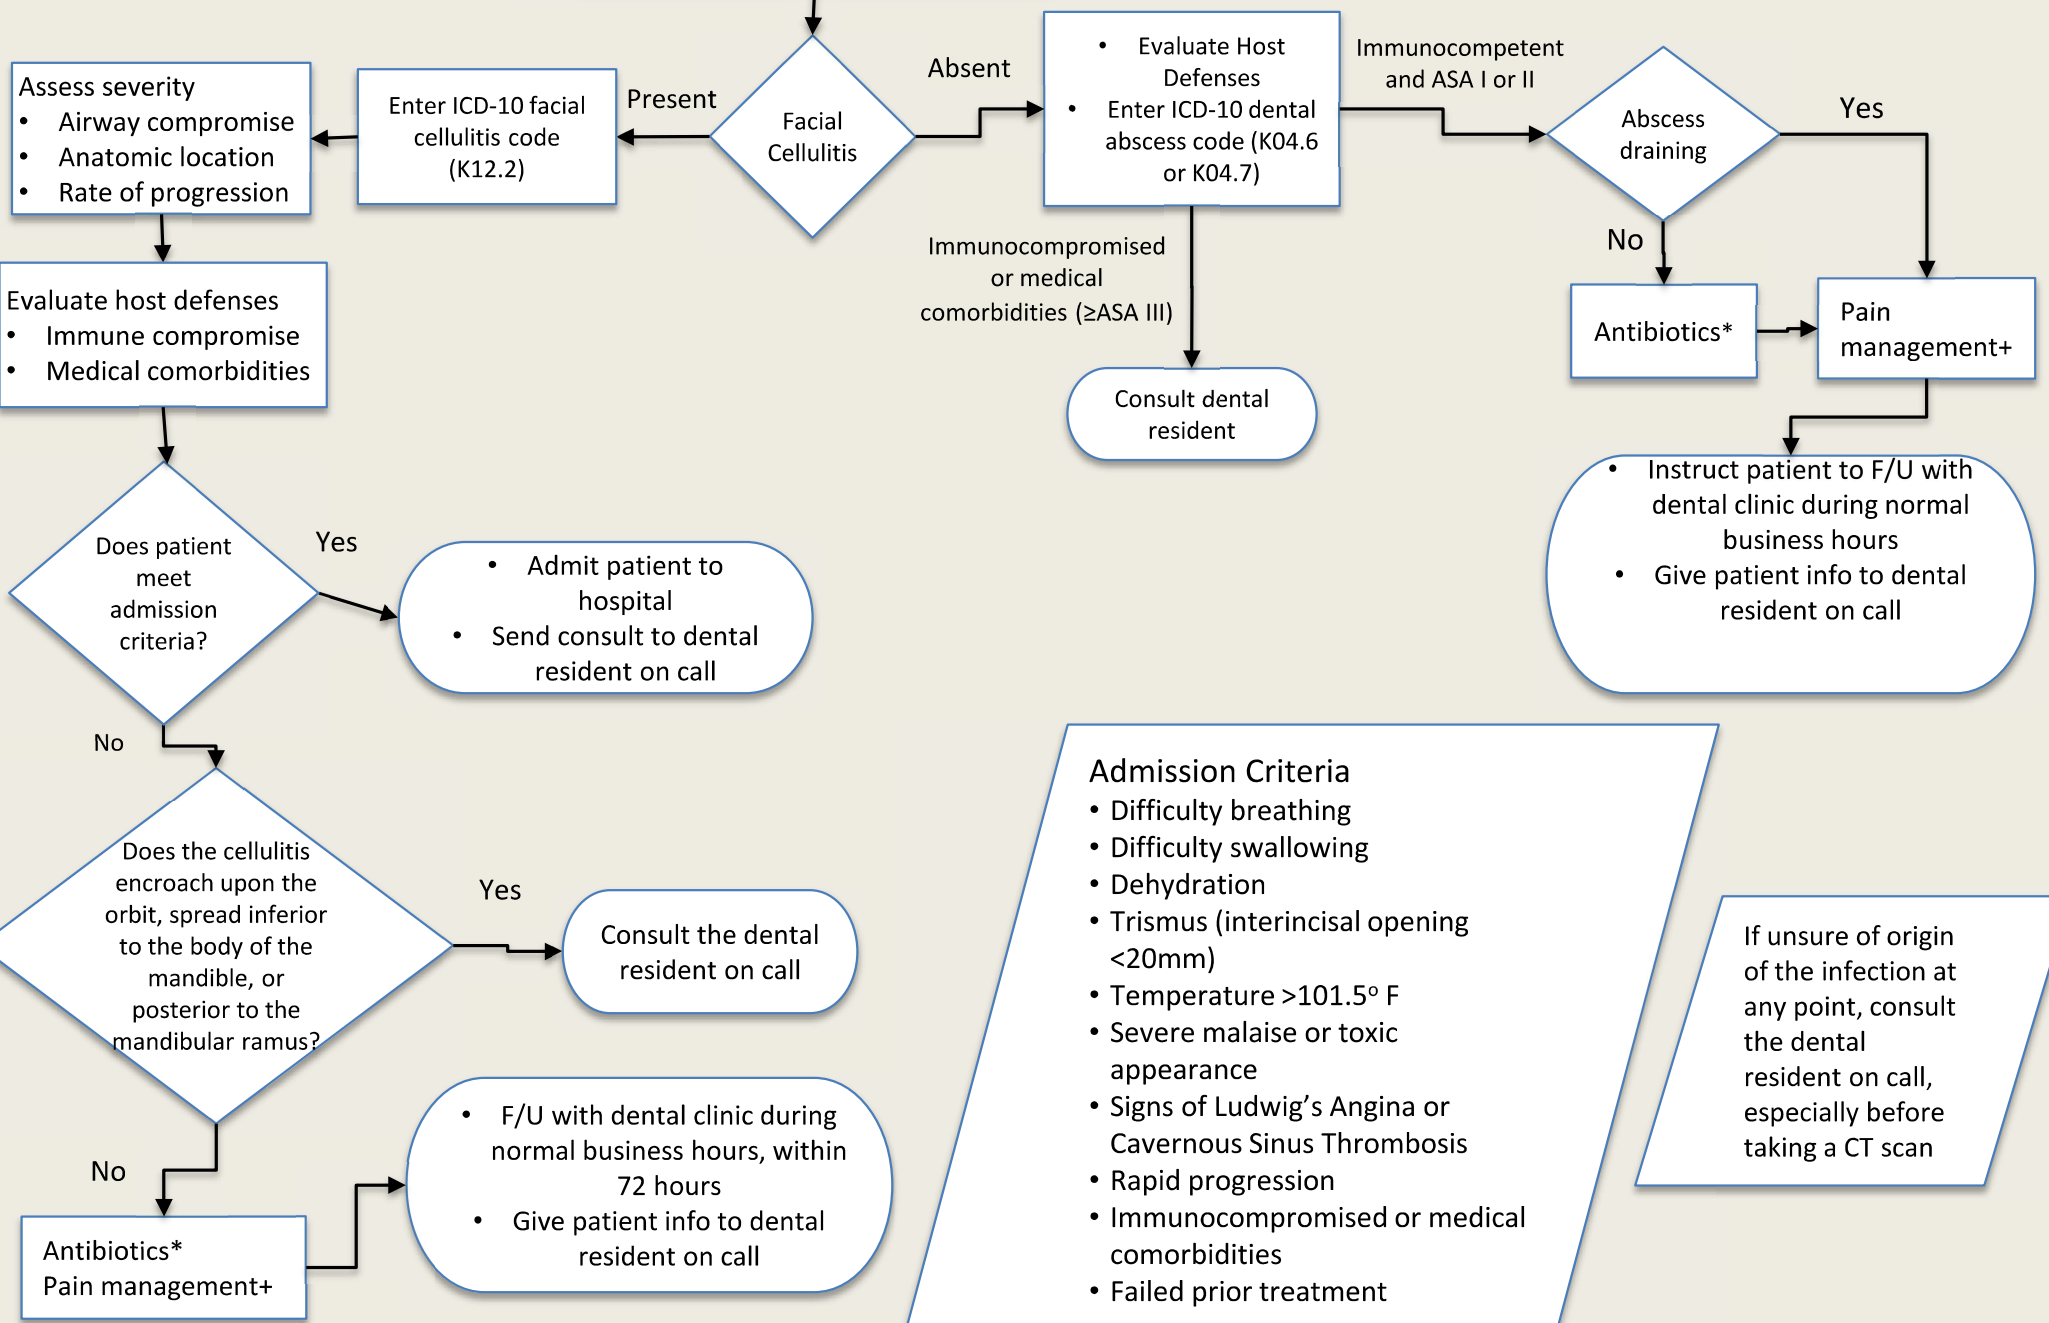 Assess severity
• Airway compromise
• Anatomic location
• Rate of progression
Enter ICD-10 facial
cellulitis code
(K12.2)
Present
Facial
Cellulitis
Absent
• Evaluate Host
Defenses
• Enter ICD-10 dental
abscess code (K04.6
or K04.7)
Immunocompetent
and ASA I or II
Abscess
draining
Yes
No
Antibiotics*
Pain
management+
Immunocompromised
or medical
comorbidities (≥ASA III)
Consult dental
resident
• Instruct patient to F/U with
dental clinic during normal
business hours
• Give patient info to dental
resident on call
Evaluate host defenses
• Immune compromise
• Medical comorbidities
Does patient
meet
admission
criteria?
Yes
• Admit patient to
hospital
• Send consult to dental
resident on call
No
Does the cellulitis
encroach upon the
orbit, spread inferior
to the body of the
mandible, or
posterior to the
mandibular ramus?
Yes
Consult the dental
resident on call
No
Antibiotics*
Pain management+
• F/U with dental clinic during
normal business hours, within
72 hours
• Give patient info to dental
resident on call
Admission Criteria
• Difficulty breathing
• Difficulty swallowing
• Dehydration
• Trismus (interincisal opening
<20mm)
• Temperature >101.5° F
• Severe malaise or toxic
appearance
• Signs of Ludwig’s Angina or
Cavernous Sinus Thrombosis
• Rapid progression
• Immunocompromised or medical
comorbidities
• Failed prior treatment
If unsure of origin
of the infection at
any point, consult
the dental
resident on call,
especially before
taking a CT scan